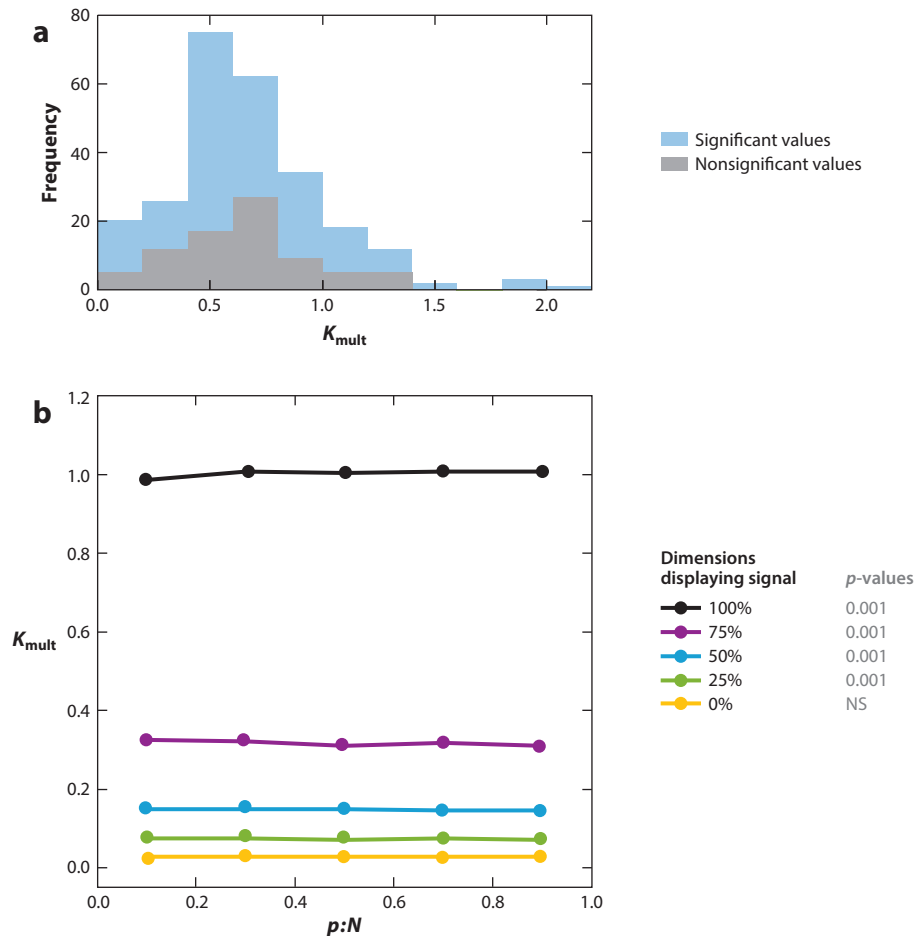 a
80
60
40
20
0
Frequency
0.0 0.5 1.0 1.5 2.0
Kmult
Significant values
Nonsignificant values
b
1.2
1.0
0.8
0.6
0.4
0.2
0.0
Kmult
0.0 0.2 0.4 0.6 0.8 1.0
p:N
Dimensions
displaying signal p-values
100% 0.001
75% 0.001
50% 0.001
25% 0.001
0% NS